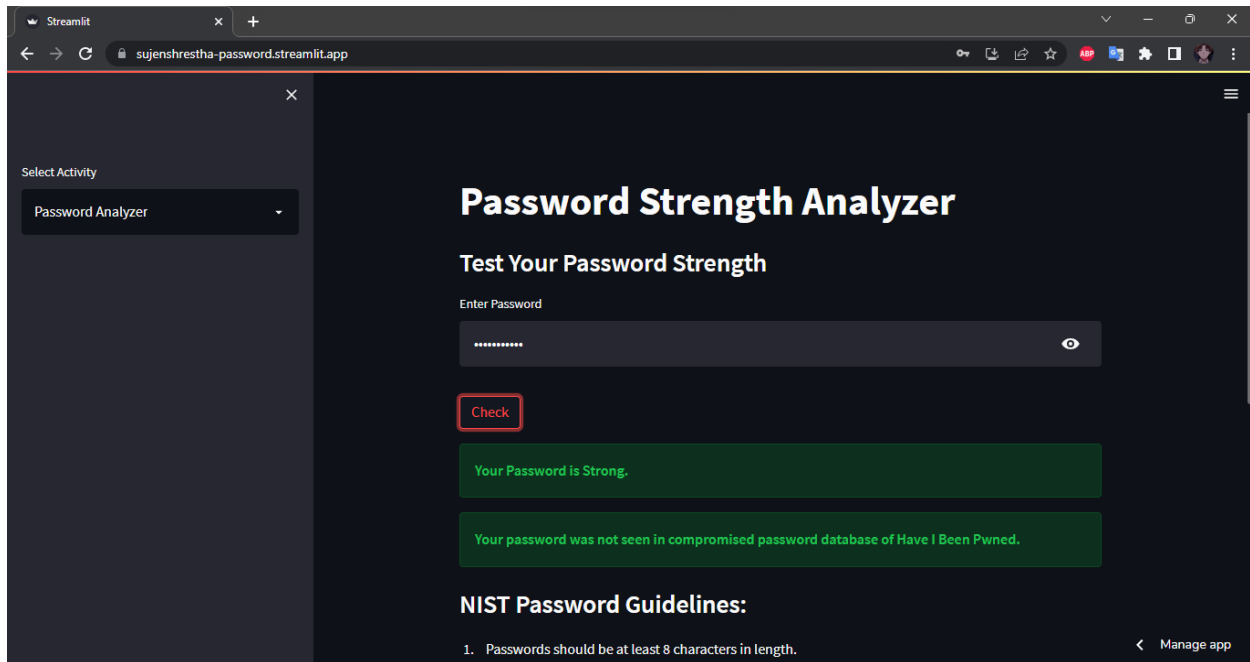 Streamlit
sujenshrestha-password.streamlit.app
ABP
Select Activity
Password Analyzer
Password Strength Analyzer
Test Your Password Strength
Enter Password
•••••••••••
Check
Your Password is Strong.
Your password was not seen in compromised password database of Have I Been Pwned.
NIST Password Guidelines:
1. Passwords should be at least 8 characters in length.
Manage app